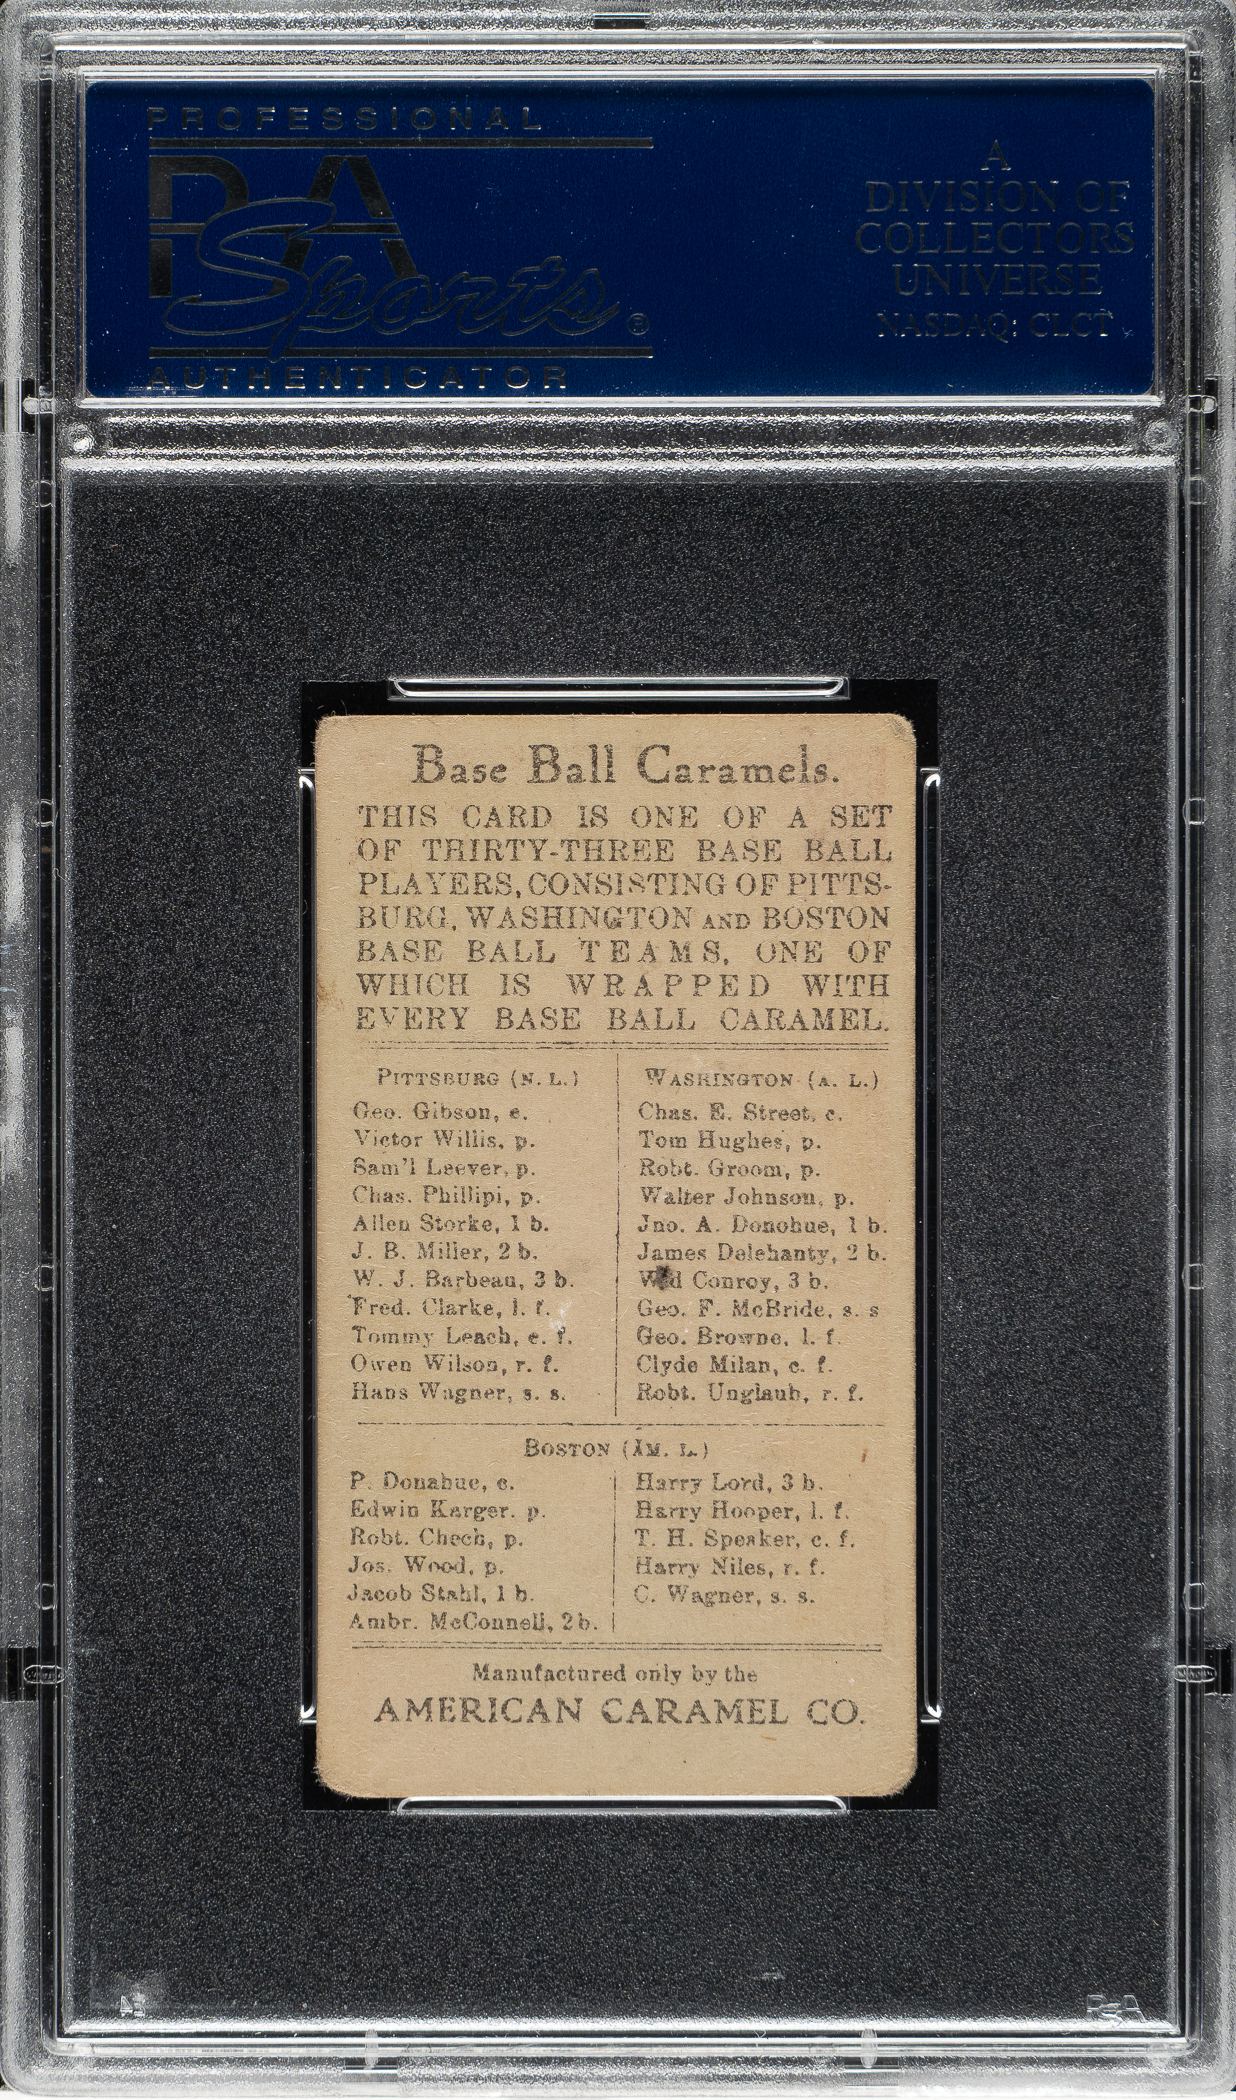 PROFESSIONAL
PSA
Sports®
AUTHENTICATOR
A
DIVISION OF
COLLECTORS
UNIVERSE
NASDAQ: CLCT
Base Ball Caramels.
THIS CARD IS ONE OF A SET
OF THIRTY-THREE BASE BALL
PLAYERS, CONSISTING OF PITTS-
BURG, WASHINGTON AND BOSTON
BASE BALL TEAMS, ONE OF
WHICH IS WRAPPED WITH
EVERY BASE BALL CARAMEL.
PITTSBURG (N. L.)
Geo. Gibson, c.
Victor Willis, p.
Sam'l Leever, p.
Chas. Phillipi, p.
Allen Storke, 1 b.
J. B. Miller, 2 b.
W. J. Barbeau, 3 b.
Fred. Clarke, l. f.
Tommy Leach, c. f.
Owen Wilson, r. f.
Hans Wagner, s. s.
WASHINGTON (A. L.)
Chas. E. Street, c.
Tom Hughes, p.
Robt. Groom, p.
Walter Johnson, p.
Jno. A. Donohue, 1 b.
James Delehanty, 2 b.
Conroy, 3 b.
Geo. F. McBride, s. s
Geo. Browne, l. f.
Clyde Milan, c. f.
Robt. Unglaub, r. f.
BOSTON (AM. L.)
P. Donahue, c.
Edwin Karger. p.
Robt. Chech, p.
Jos. Wood, p.
Jacob Stahl, 1 b.
Ambr. McConnell, 2 b.
Harry Lord, 3 b.
Harry Hooper, l. f.
T. H. Speaker, c. f.
Harry Niles, r. f.
C. Wagner, s. s.
Manufactured only by the
AMERICAN CARAMEL CO.
PSA